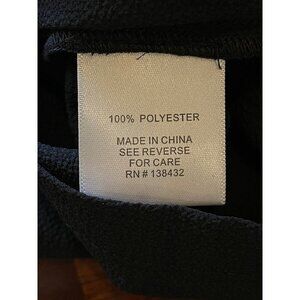 100% POLYESTER
MADE IN CHINA
SEE REVERSE
FOR CARE
RN # 138432